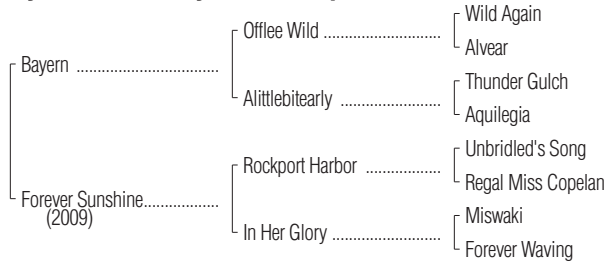 Wild Again
Offlee Wild ........................
Alvear
Bayern .............................
Thunder Gulch
Alittlebitearly ....................
Aquilegia
Unbridled's Song
Rockport Harbor ...............
Regal Miss Copelan
Forever Sunshine...............
(2009)
Miswaki
In Her Glory ......................
Forever Waving